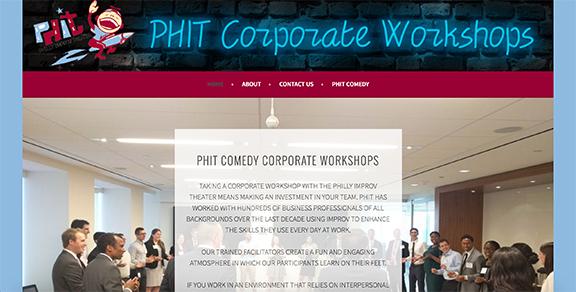 PHIT
PHIT Corporate Workshops
HOME • ABOUT • CONTACT US • PHIT COMEDY
PHIT COMEDY CORPORATE WORKSHOPS
TAKING A CORPORATE WORKSHOP WITH THE PHILLY IMPROV
THEATER MEANS MAKING AN INVESTMENT IN YOUR TEAM. PHIT HAS
WORKED WITH HUNDREDS OF BUSINESS PROFESSIONALS OF ALL
BACKGROUNDS OVER THE LAST DECADE USING IMPROV TO ENHANCE
THE SKILLS THEY USE EVERY DAY AT WORK.
OUR TRAINED FACILITATORS CREATE A FUN AND ENGAGING
ATMOSPHERE IN WHICH OUR PARTICIPANTS LEARN ON THEIR FEET.
IF YOU WORK IN AN ENVIRONMENT THAT RELIES ON INTERPERSONAL